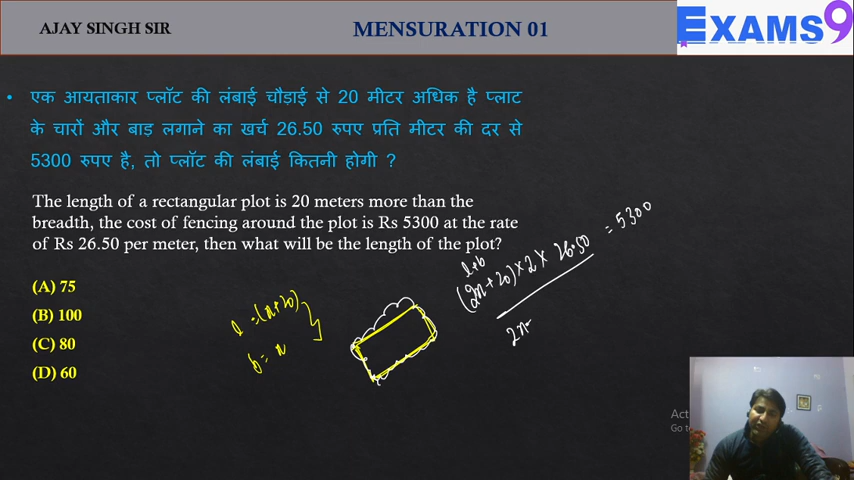 AJAY SINGH SIR
MENSURATION 01
EXAMS9
• एक आयताकार प्लॉट की लंबाई चौड़ाई से 20 मीटर अधिक है प्लाट
के चारों और बाड़ लगाने का खर्च 26.50 रुपए प्रति मीटर की दर से
5300 रुपए है, तो प्लॉट की लंबाई कितनी होगी ?
The length of a rectangular plot is 20 meters more than the
breadth, the cost of fencing around the plot is Rs 5300 at the rate
of Rs 26.50 per meter, then what will be the length of the plot?
(A) 75
(B) 100
(C) 80
(D) 60
l = (x+20)
b = x
l+b
(2x+20)×2×26.50 = 5300
2x
Act
Go to